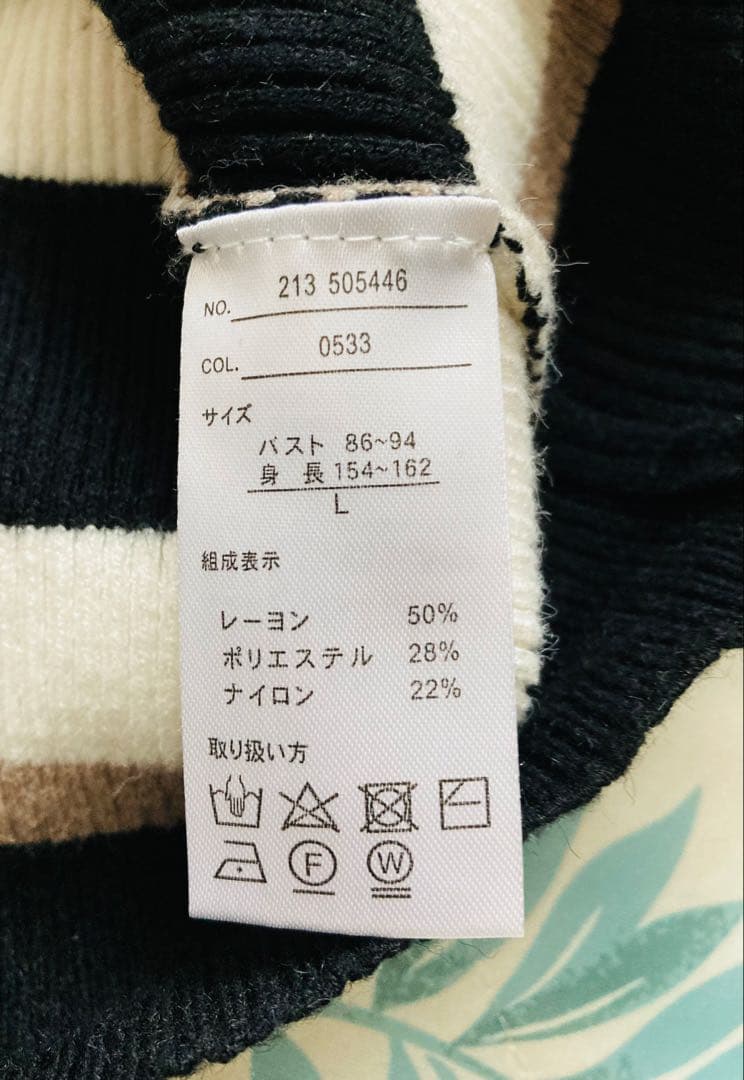 NO. 213 505446
COL. 0533
サイズ
バスト 86~94
身 長 154~162
L
組成表示
レーヨン 50%
ポリエステル 28%
ナイロン 22%
取り扱い方
F W